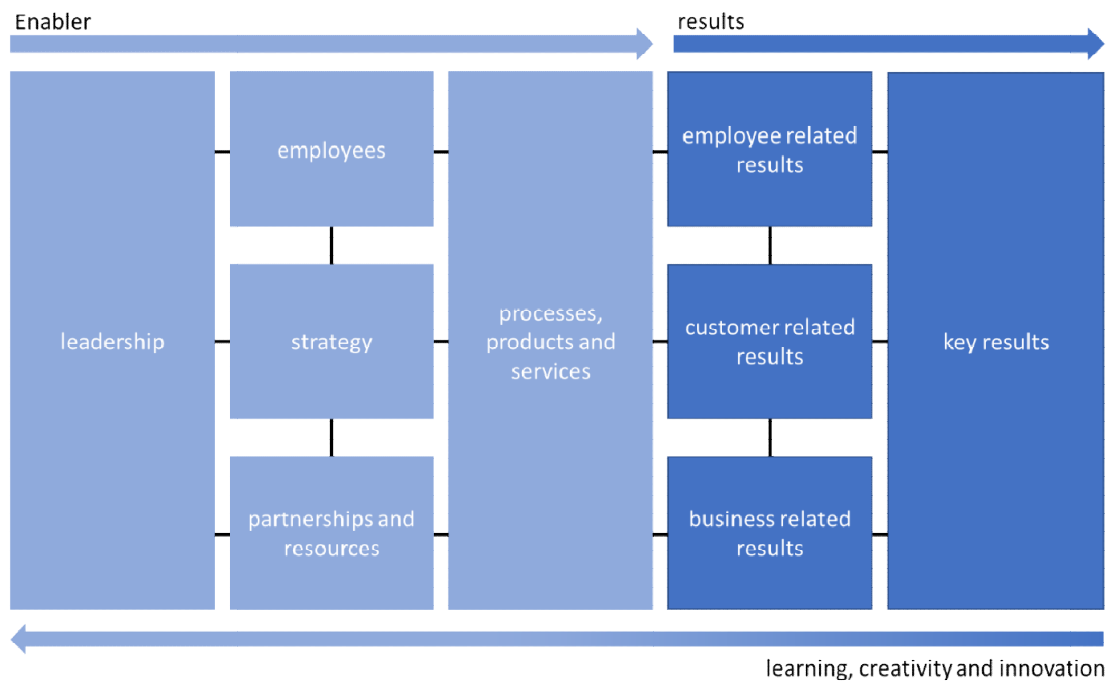 Enabler
results
leadership
employees
strategy
partnerships and
resources
processes,
products and
services
employee related
results
customer related
results
business related
results
key results
learning, creativity and innovation